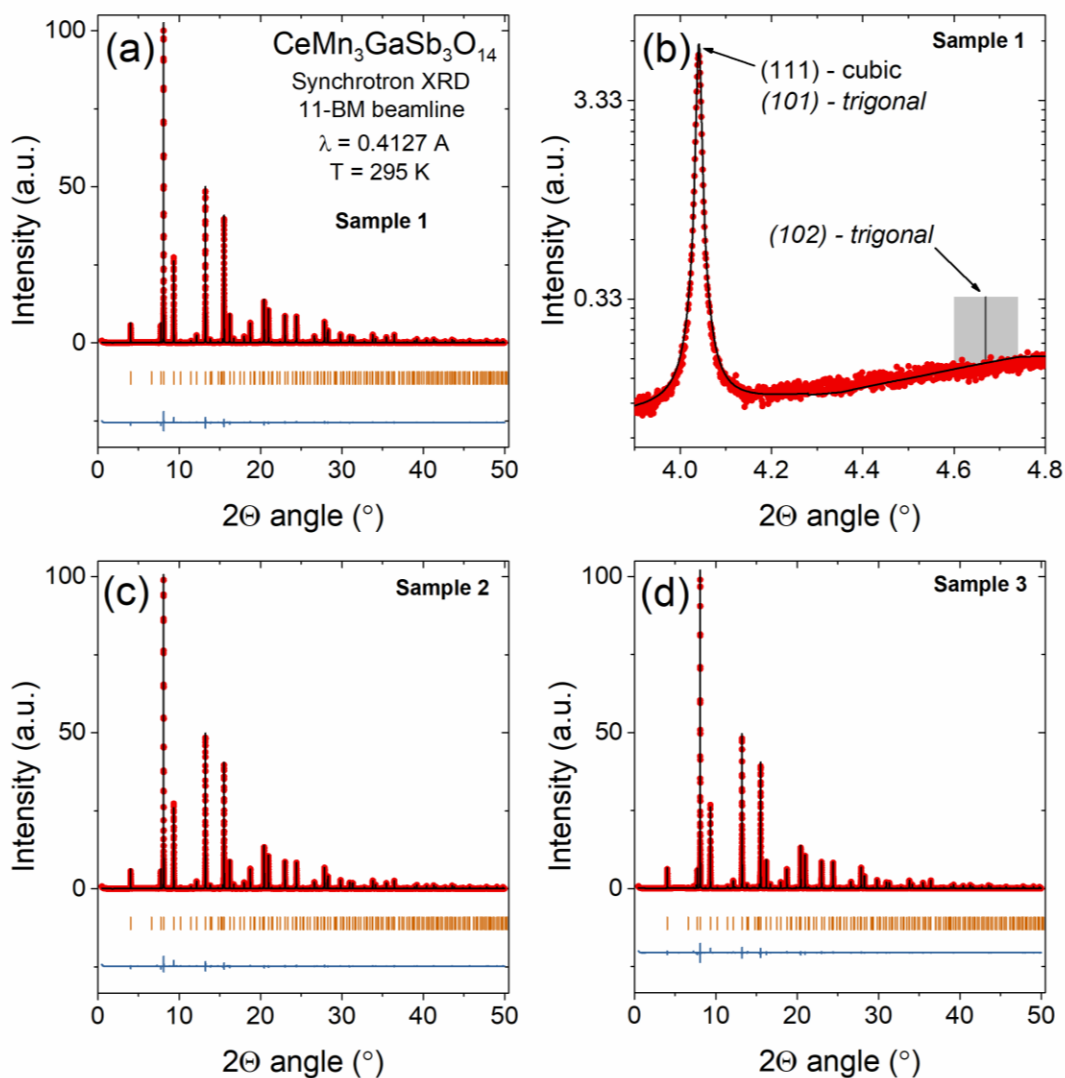 (a)
CeMn₃GaSb₃O₁₄
Synchrotron XRD
11-BM beamline
λ = 0.4127 A
T = 295 K
Sample 1
Intensity (a.u.)
100
50
0
0 10 20 30 40 50
2Θ angle (°)
(b)
Sample 1
(111) - cubic
(101) - trigonal
(102) - trigonal
Intensity (a.u.)
3.33
0.33
4.0 4.2 4.4 4.6 4.8
2Θ angle (°)
(c)
Sample 2
Intensity (a.u.)
100
50
0
0 10 20 30 40 50
2Θ angle (°)
(d)
Sample 3
Intensity (a.u.)
100
50
0
0 10 20 30 40 50
2Θ angle (°)